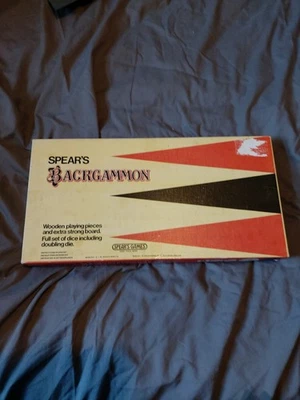 SPEAR'S
BACKGAMMON
Wooden playing pieces
and extra strong board.
Full set of dice including
doubling die.
SPEAR'S GAMES